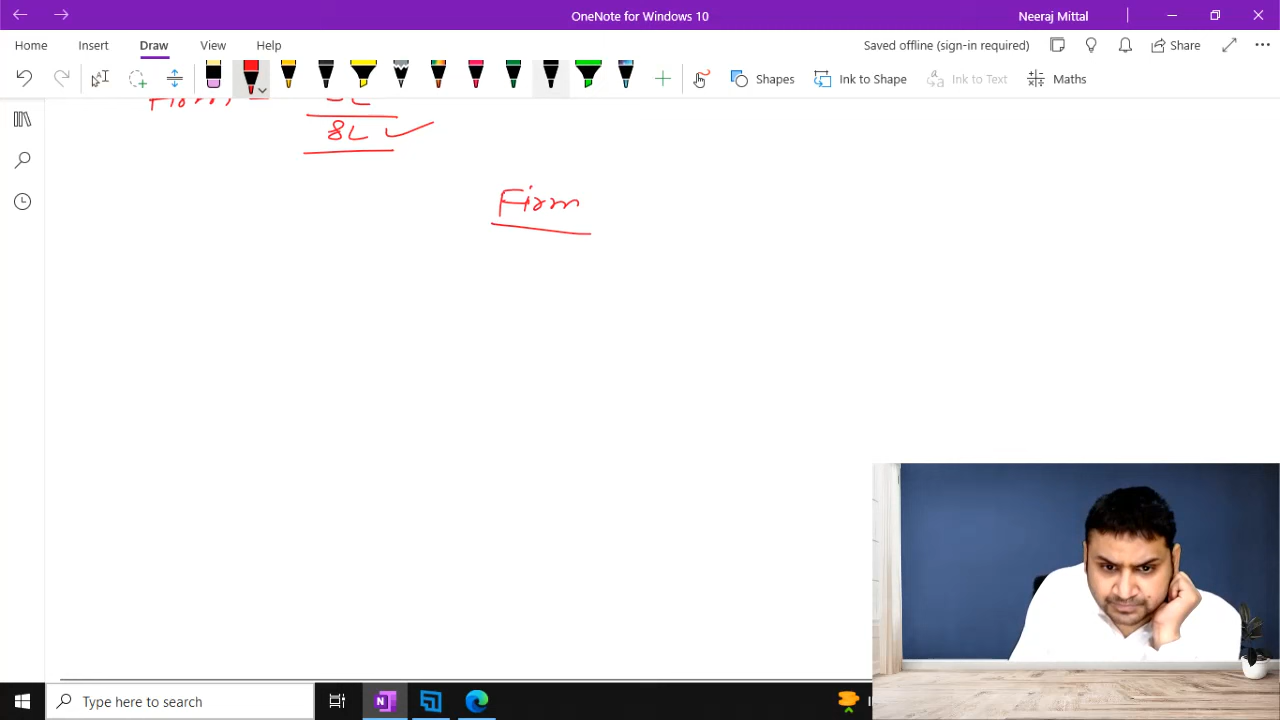 OneNote for Windows 10
Neeraj Mittal
Home Insert Draw View Help
Saved offline (sign-in required)
Share
Shapes
Ink to Shape
Ink to Text
Maths
8L
Firm
Type here to search